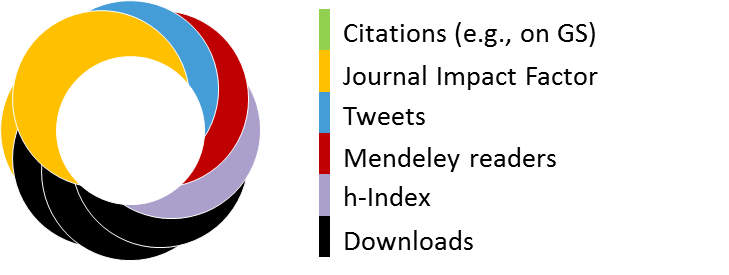 Citations (e.g., on GS)
Journal Impact Factor
Tweets
Mendeley readers
h-Index
Downloads